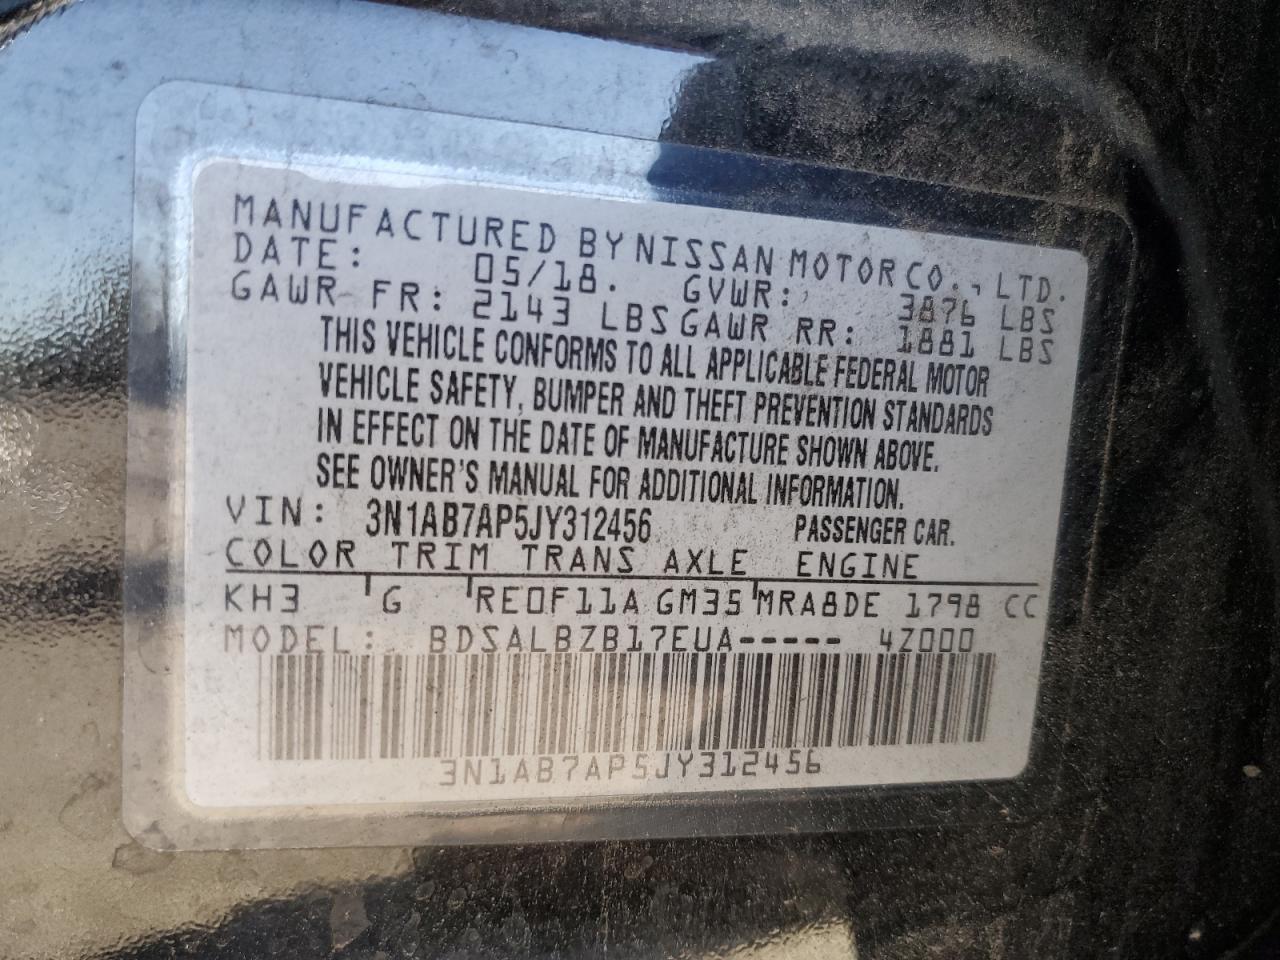 MANUFACTURED BY NISSAN MOTOR CO., LTD.
DATE: 05/18. GVWR: 3876 LBS
GAWR FR: 2143 LBS GAWR RR: 1881 LBS
THIS VEHICLE CONFORMS TO ALL APPLICABLE FEDERAL MOTOR
VEHICLE SAFETY, BUMPER AND THEFT PREVENTION STANDARDS
IN EFFECT ON THE DATE OF MANUFACTURE SHOWN ABOVE.
SEE OWNER'S MANUAL FOR ADDITIONAL INFORMATION.
VIN: 3N1AB7AP5JY312456 PASSENGER CAR.
COLOR TRIM TRANS AXLE ENGINE
KH3 G RE0F11A GM35 MRA8DE 1798 CC
MODEL: BDSALBZB17EUA----- 4Z000
3N1AB7AP5JY312456